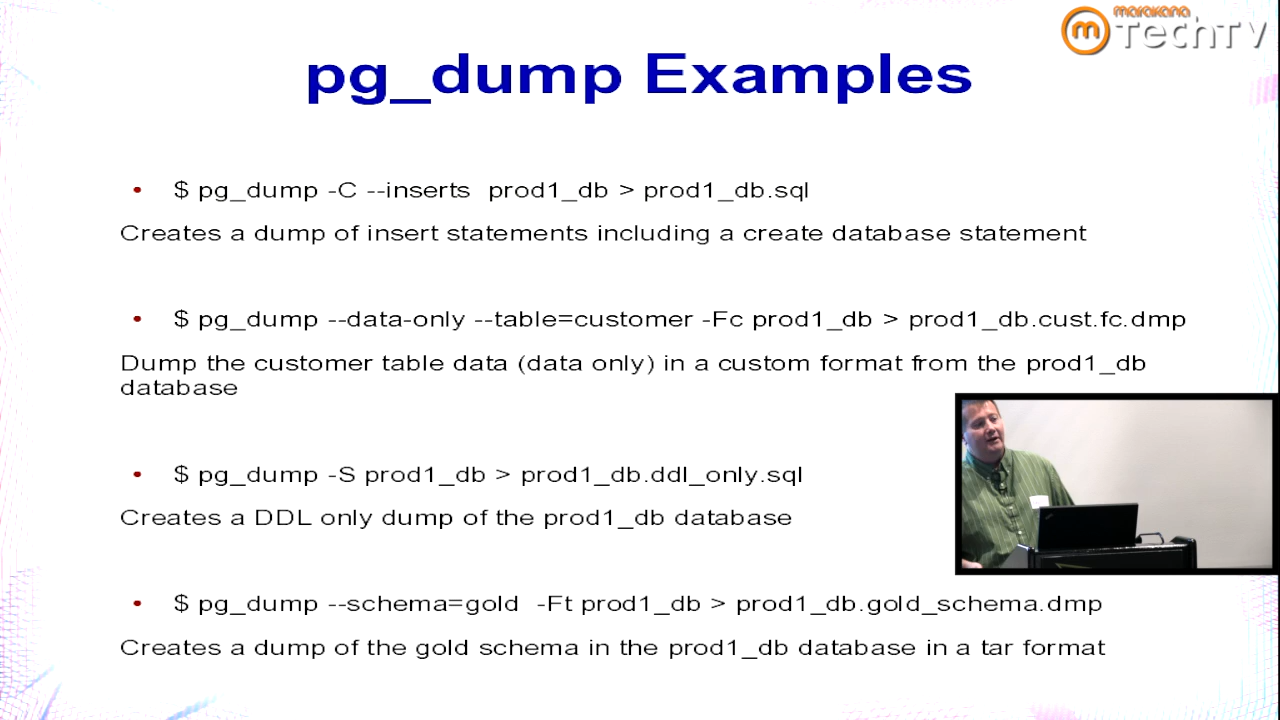 marakana
m TechTV
pg_dump Examples
• $ pg_dump -C --inserts  prod1_db > prod1_db.sql
Creates a dump of insert statements including a create database statement
• $ pg_dump --data-only --table=customer -Fc prod1_db > prod1_db.cust.fc.dmp
Dump the customer table data (data only) in a custom format from the prod1_db
database
• $ pg_dump -S prod1_db > prod1_db.ddl_only.sql
Creates a DDL only dump of the prod1_db database
• $ pg_dump --schema=gold  -Ft prod1_db > prod1_db.gold_schema.dmp
Creates a dump of the gold schema in the prod1_db database in a tar format